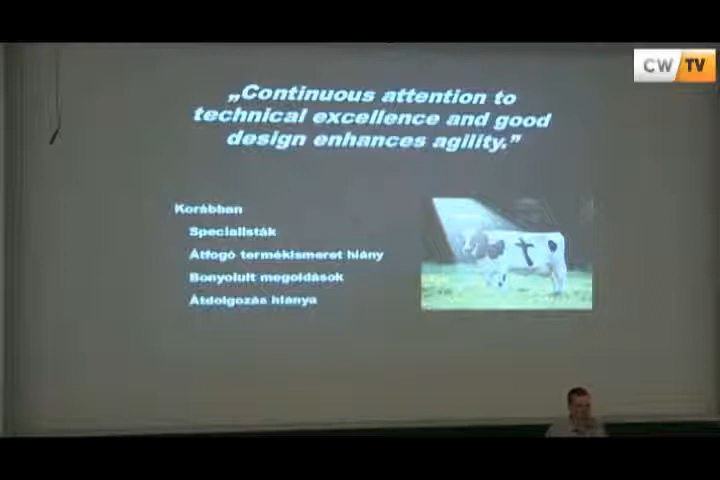 CW TV
„Continuous attention to
technical excellence and good
design enhances agility.”
Korábban
Specialisták
Átfogó termékismeret hiány
Bonyolult megoldások
Átdolgozás hiánya